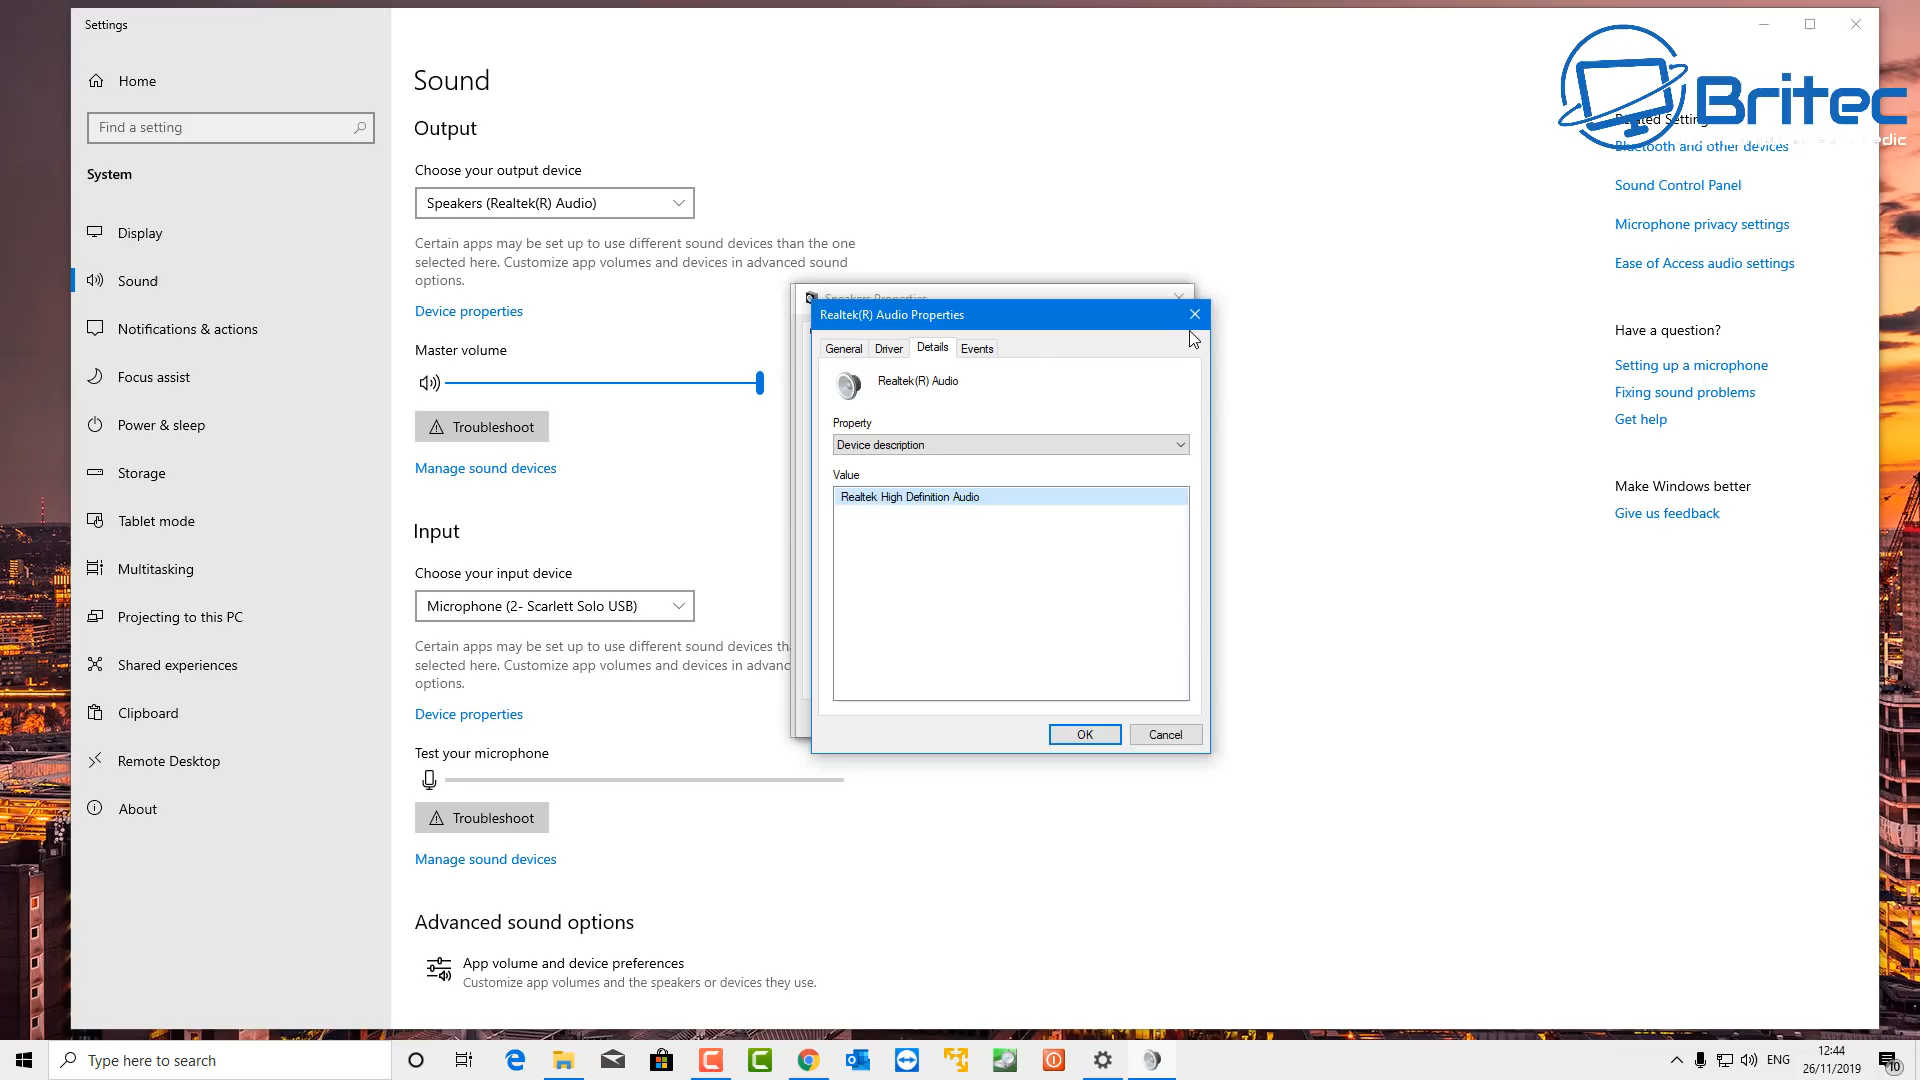 Settings
Home
Find a setting
System
Display
Sound
Notifications & actions
Focus assist
Power & sleep
Storage
Tablet mode
Multitasking
Projecting to this PC
Shared experiences
Clipboard
Remote Desktop
About
Sound
Output
Choose your output device
Speakers (Realtek(R) Audio)
Certain apps may be set up to use different sound devices than the one
selected here. Customize app volumes and devices in advanced sound
options.
Device properties
Master volume
Troubleshoot
Manage sound devices
Input
Choose your input device
Microphone (2- Scarlett Solo USB)
Certain apps may be set up to use different sound devices
selected here. Customize app volumes and devices in
options.
Device properties
Test your microphone
Troubleshoot
Manage sound devices
Advanced sound options
App volume and device preferences
Customize app volumes and the speakers or devices they use.
Speakers Properties
Realtek(R) Audio Properties
General
Driver
Details
Events
Realtek(R) Audio
Property
Device description
Value
Realtek High Definition Audio
OK
Cancel
Britec
Bluetooth and other devices
Sound Control Panel
Microphone privacy settings
Ease of Access audio settings
Have a question?
Setting up a microphone
Fixing sound problems
Get help
Make Windows better
Give us feedback
Type here to search
ENG
12:44
26/11/2019
10